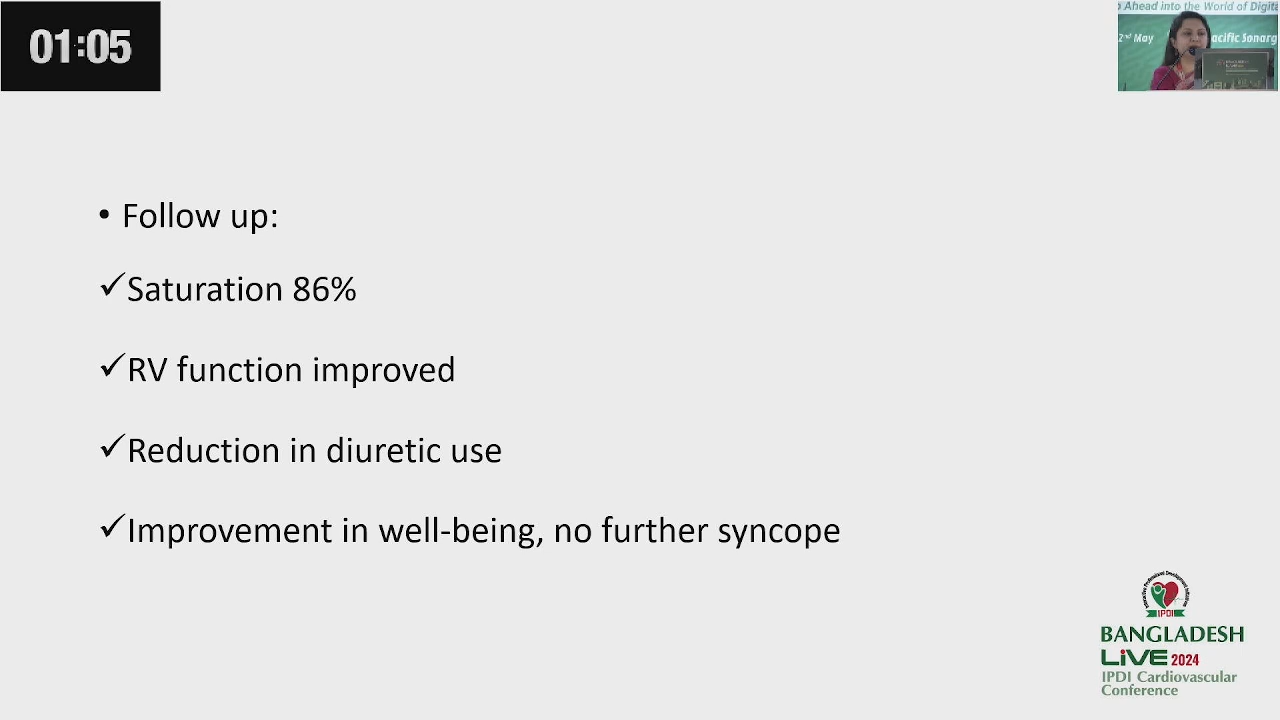 01:05
Ahead into the World of Digita
2nd May
acific Sonarg
• Follow up:
✓Saturation 86%
✓RV function improved
✓Reduction in diuretic use
✓Improvement in well-being, no further syncope
IPDI
BANGLADESH
LiVE 2024
IPDI Cardiovascular
Conference